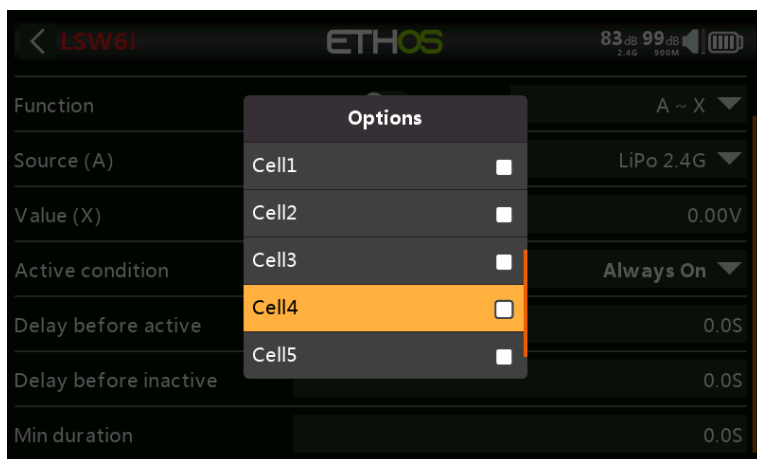 LSW6
ETHOS
83dB 99dB
2.4G 900M
Function
A ~ X
Options
Source (A)
LiPo 2.4G
Cell1
Value (X)
0.00V
Cell2
Active condition
Always On
Cell3
Delay before active
0.0S
Cell4
Delay before inactive
0.0S
Cell5
Min duration
0.0S